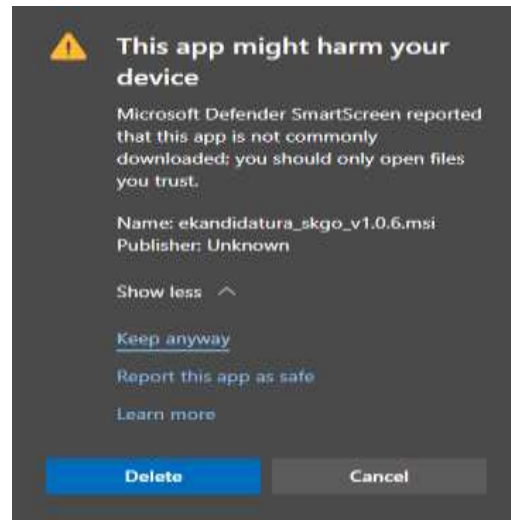 This app might harm your
device
Microsoft Defender SmartScreen reported
that this app is not commonly
downloaded; you should only open files
you trust.
Name: ekandidatura_skgo_v1.0.6.msi
Publisher: Unknown
Show less
Keep anyway
Report this app as safe
Learn more
Delete
Cancel